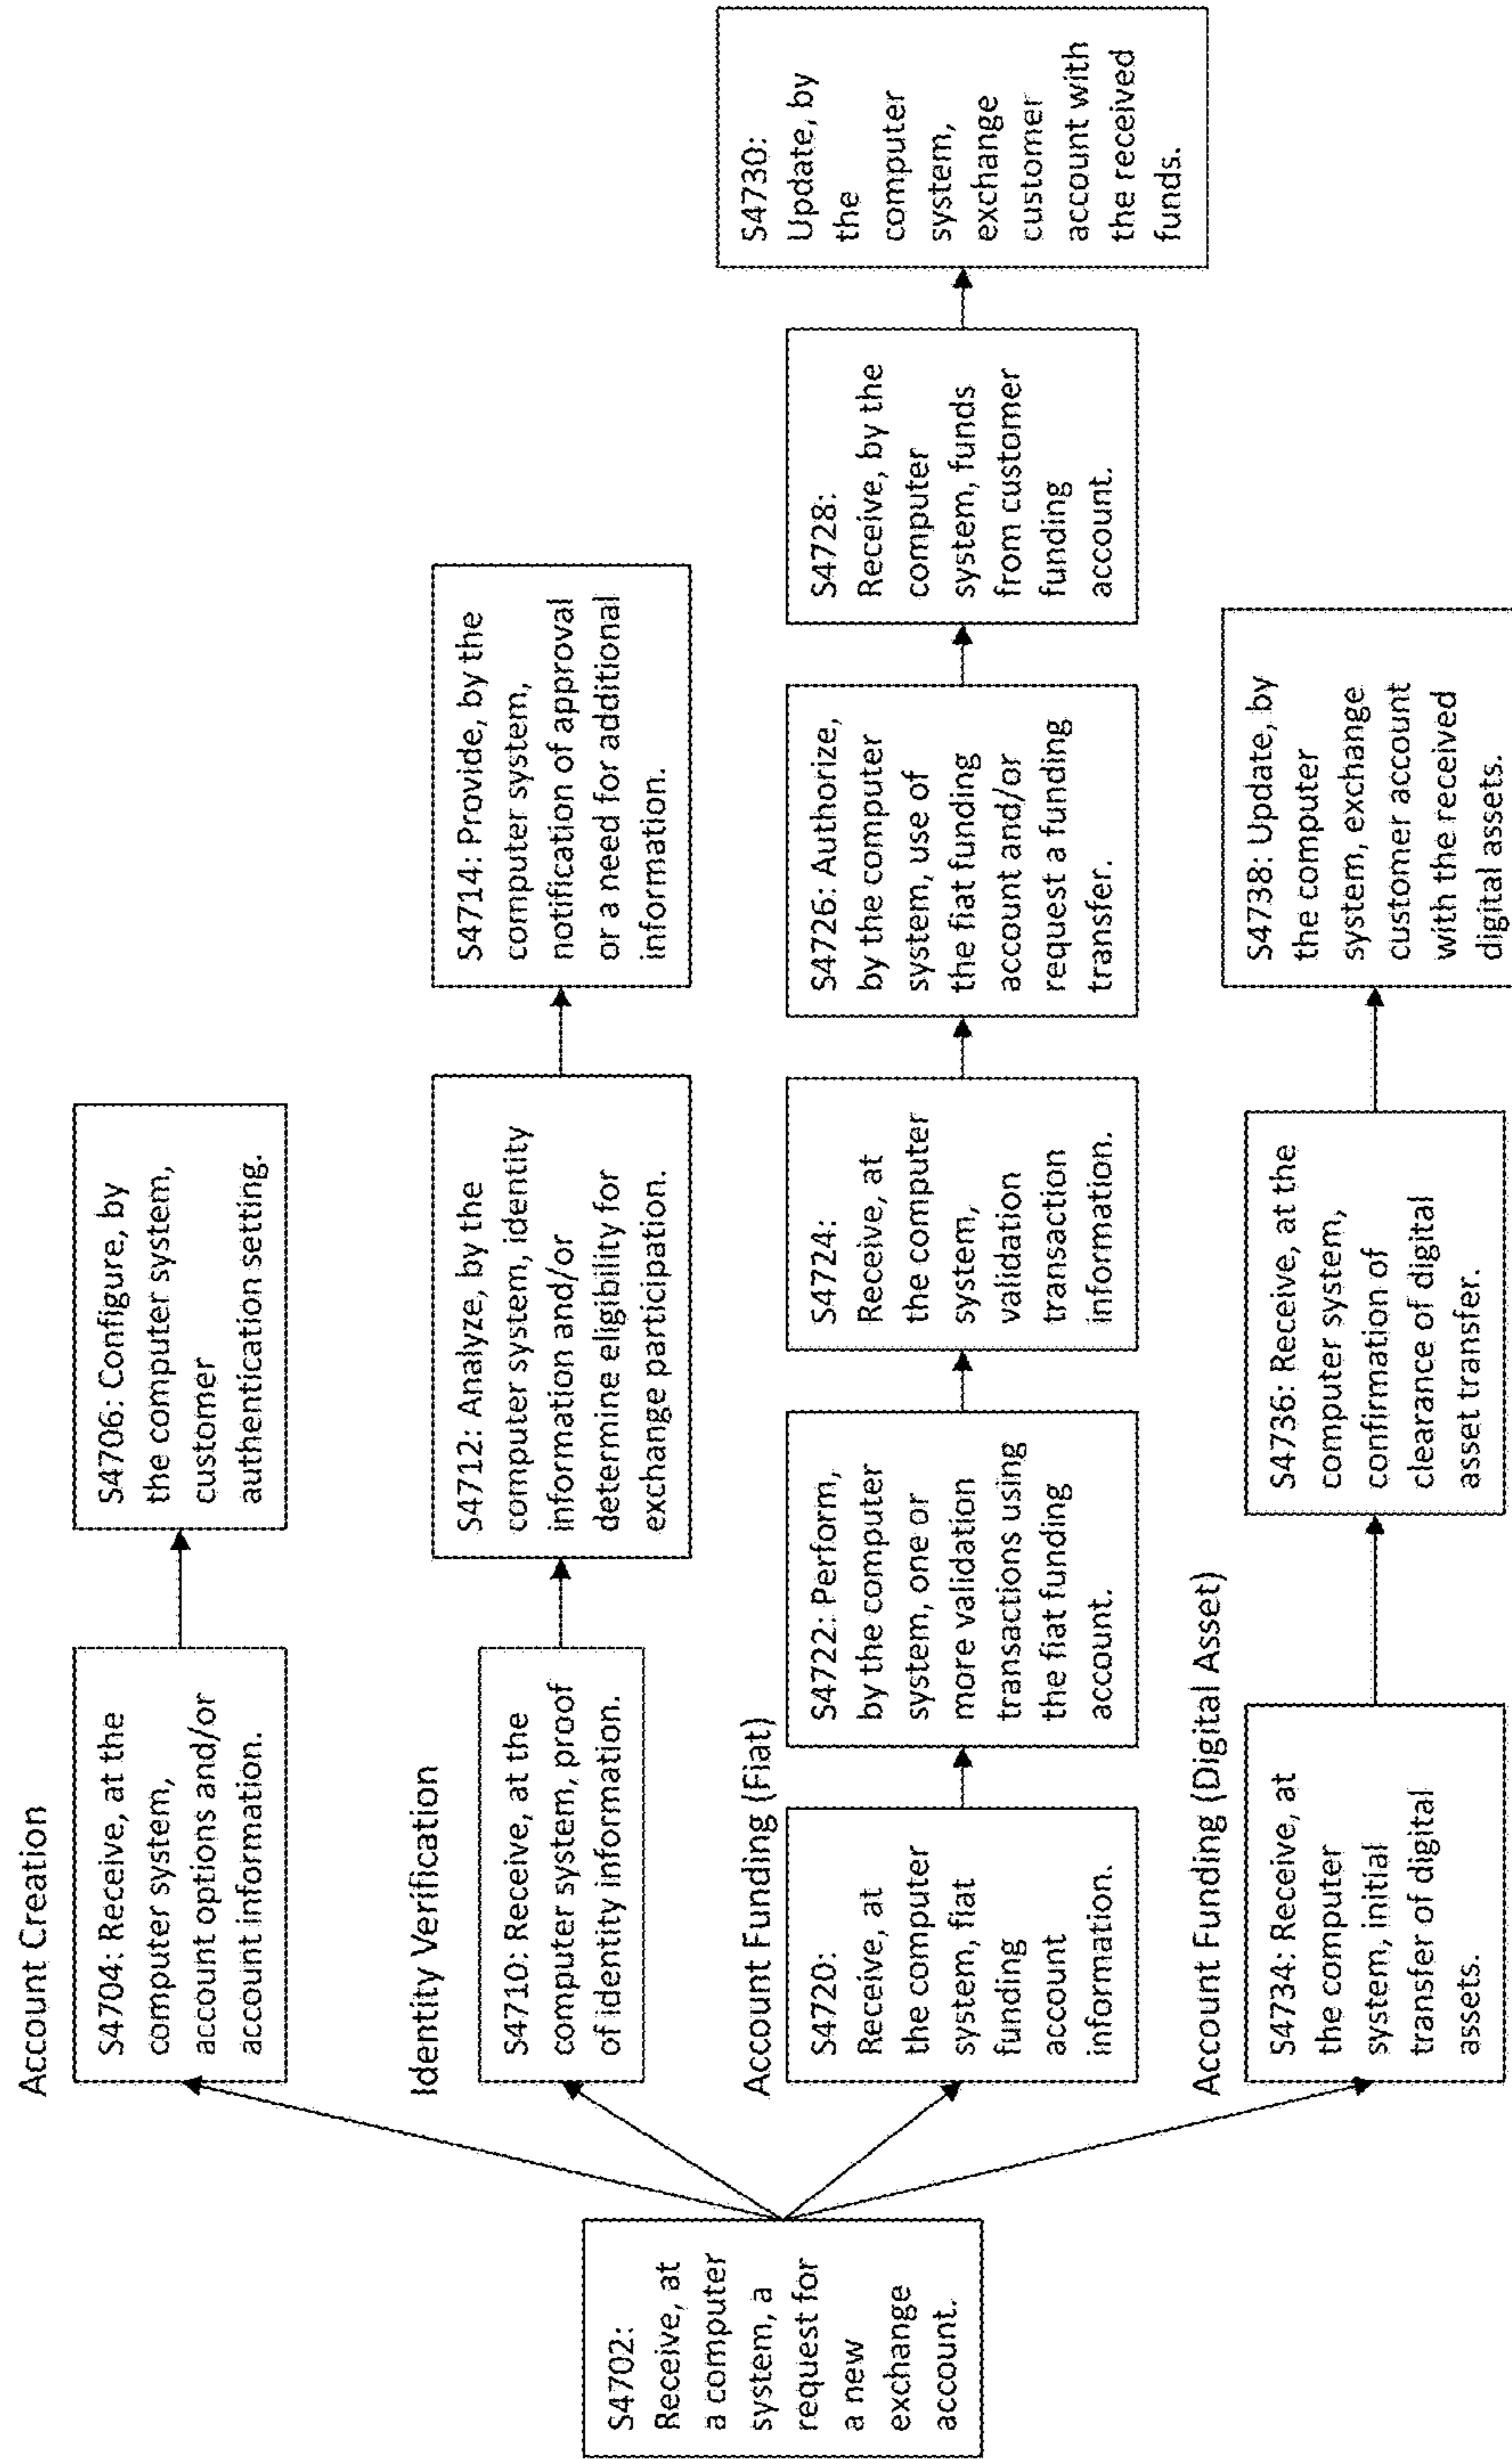 S4702:
Receive, at
a computer
system, a
request for
a new
exchange
account.
Account Creation
S4704: Receive, at the
computer system,
account options and/or
account information.
S4706: Configure, by
the computer system,
customer
authentication setting.
Identity Verification
S4710: Receive, at the
computer system, proof
of identity information.
S4712: Analyze, by the
computer system, identity
information and/or
determine eligibility for
exchange participation.
S4714: Provide, by the
computer system,
notification of approval
or a need for additional
information.
Account Funding (Fiat)
S4720:
Receive, at
the computer
system, fiat
funding
account
information.
S4722: Perform,
by the computer
system, one or
more validation
transactions using
the fiat funding
account.
S4724:
Receive, at
the computer
system,
validation
transaction
information.
S4726: Authorize,
by the computer
system, use of
the fiat funding
account and/or
request a funding
transfer.
S4728:
Receive, by the
computer
system, funds
from customer
funding
account.
S4730:
Update, by
the
computer
system,
exchange
customer
account with
the received
funds.
Account Funding (Digital Asset)
S4734: Receive, at
the computer
system, initial
transfer of digital
assets.
S4736: Receive, at the
computer system,
confirmation of
clearance of digital
asset transfer.
S4738: Update, by
the computer
system, exchange
customer account
with the received
digital assets.